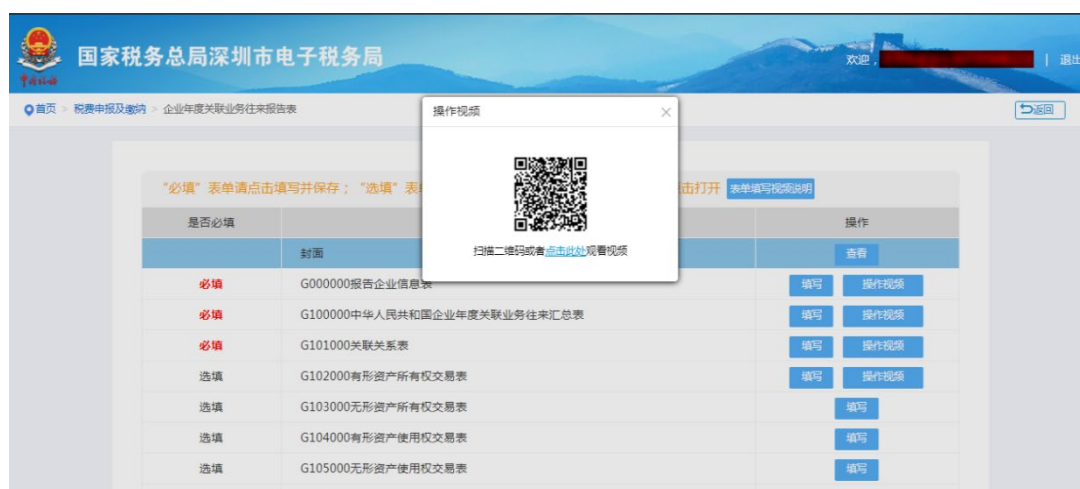 国家税务总局深圳市电子税务局
中国税务
欢迎， | 退出
首页 > 税费申报及缴纳 > 企业年度关联业务往来报告表
返回
操作视频 ×
扫描二维码或者点击此处观看视频
“必填”表单请点击填写并保存；“选填”表 击打开 表单填写视频说明
是否必填 操作
封面 查看
必填 G000000报告企业信息表 填写 操作视频
必填 G100000中华人民共和国企业年度关联业务往来汇总表 填写 操作视频
必填 G101000关联关系表 填写 操作视频
选填 G102000有形资产所有权交易表 填写 操作视频
选填 G103000无形资产所有权交易表 填写
选填 G104000有形资产使用权交易表 填写
选填 G105000无形资产使用权交易表 填写